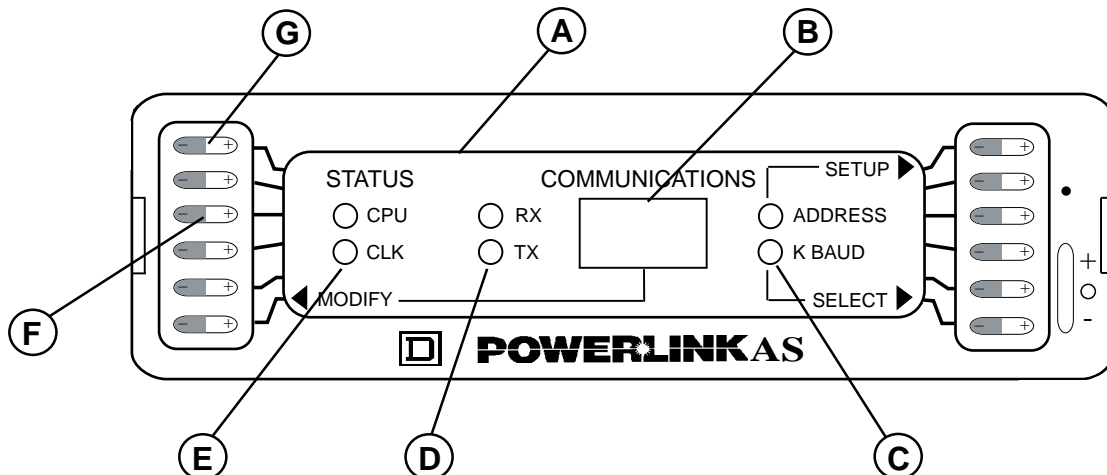 G
A
B
STATUS
COMMUNICATIONS
SETUP
CPU
RX
ADDRESS
CLK
TX
K BAUD
MODIFY
SELECT
- +
- +
- +
- +
- +
- +
- +
- +
- +
- +
- +
- +
+
-
D POWERLINK AS
F
E
D
C